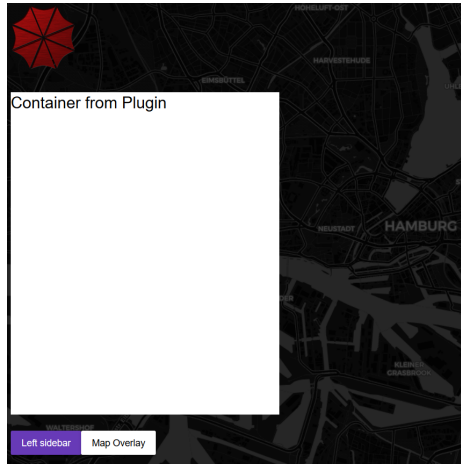 HOHELUFT-OST
HARVESTEHUDE
EIMSBÜTTEL
Container from Plugin
NEUSTADT
HAMBURG
KLEINER
GRASBROOK
WALTERSHOF
Left sidebar
Map Overlay